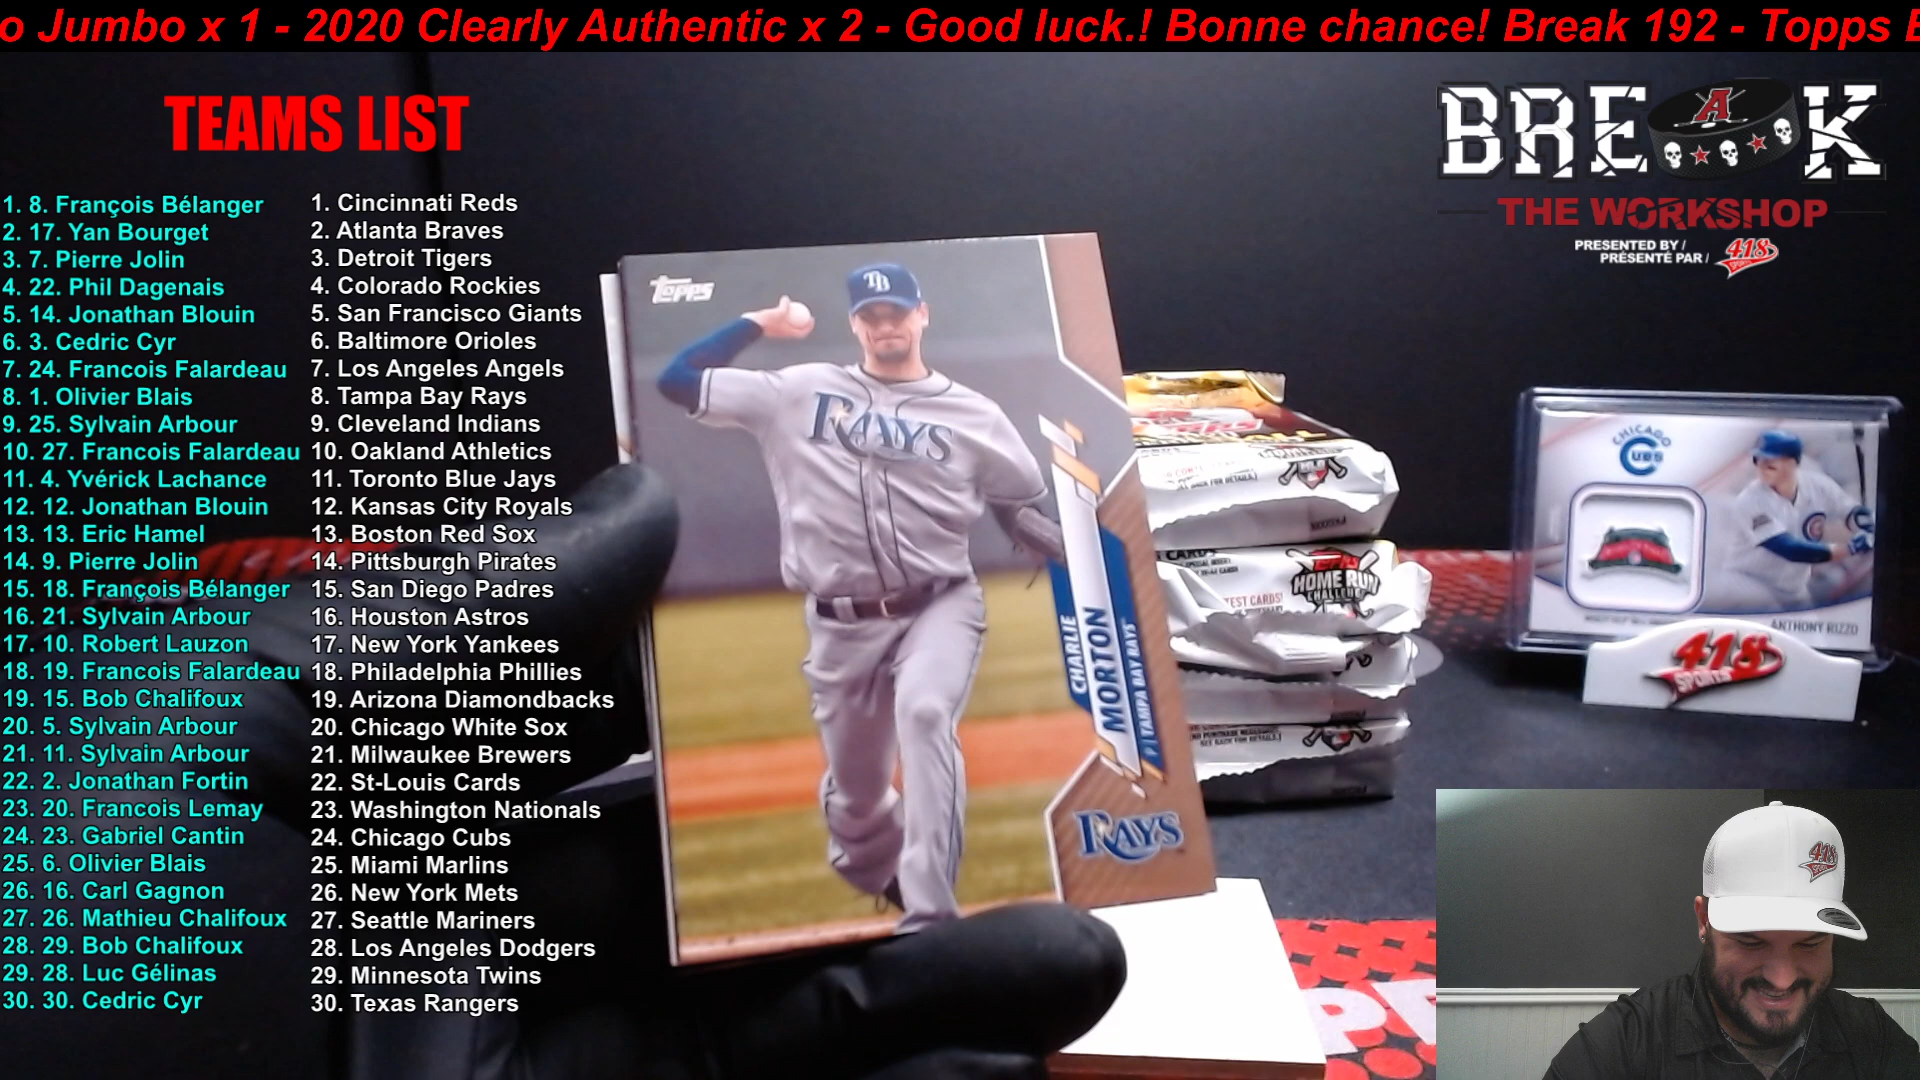 o Jumbo x 1 - 2020 Clearly Authentic x 2 - Good luck.! Bonne chance! Break 192 - Topps
TEAMS LIST
1. 8. François Bélanger
2. 17. Yan Bourget
3. 7. Pierre Jolin
4. 22. Phil Dagenais
5. 14. Jonathan Blouin
6. 3. Cedric Cyr
7. 24. Francois Falardeau
8. 1. Olivier Blais
9. 25. Sylvain Arbour
10. 27. Francois Falardeau
11. 4. Yvérick Lachance
12. 12. Jonathan Blouin
13. 13. Eric Hamel
14. 9. Pierre Jolin
15. 18. François Bélanger
16. 21. Sylvain Arbour
17. 10. Robert Lauzon
18. 19. Francois Falardeau
19. 15. Bob Chalifoux
20. 5. Sylvain Arbour
21. 11. Sylvain Arbour
22. 2. Jonathan Fortin
23. 20. Francois Lemay
24. 23. Gabriel Cantin
25. 6. Olivier Blais
26. 16. Carl Gagnon
27. 26. Mathieu Chalifoux
28. 29. Bob Chalifoux
29. 28. Luc Gélinas
30. 30. Cedric Cyr
1. Cincinnati Reds
2. Atlanta Braves
3. Detroit Tigers
4. Colorado Rockies
5. San Francisco Giants
6. Baltimore Orioles
7. Los Angeles Angels
8. Tampa Bay Rays
9. Cleveland Indians
10. Oakland Athletics
11. Toronto Blue Jays
12. Kansas City Royals
13. Boston Red Sox
14. Pittsburgh Pirates
15. San Diego Padres
16. Houston Astros
17. New York Yankees
18. Philadelphia Phillies
19. Arizona Diamondbacks
20. Chicago White Sox
21. Milwaukee Brewers
22. St-Louis Cards
23. Washington Nationals
24. Chicago Cubs
25. Miami Marlins
26. New York Mets
27. Seattle Mariners
28. Los Angeles Dodgers
29. Minnesota Twins
30. Texas Rangers
TOPPS
TB
RAYS
CHARLIE
MORTON
P | TAMPA BAY RAYS
RAYS
BRE K
A
THE WORKSHOP
PRESENTED BY /
PRÉSENTÉ PAR /
418
SPORTS
TOPPS
HOME RUN
CHALLENGE
CHICAGO
CUBS
ANTHONY RIZZO
418
SPORTS
418